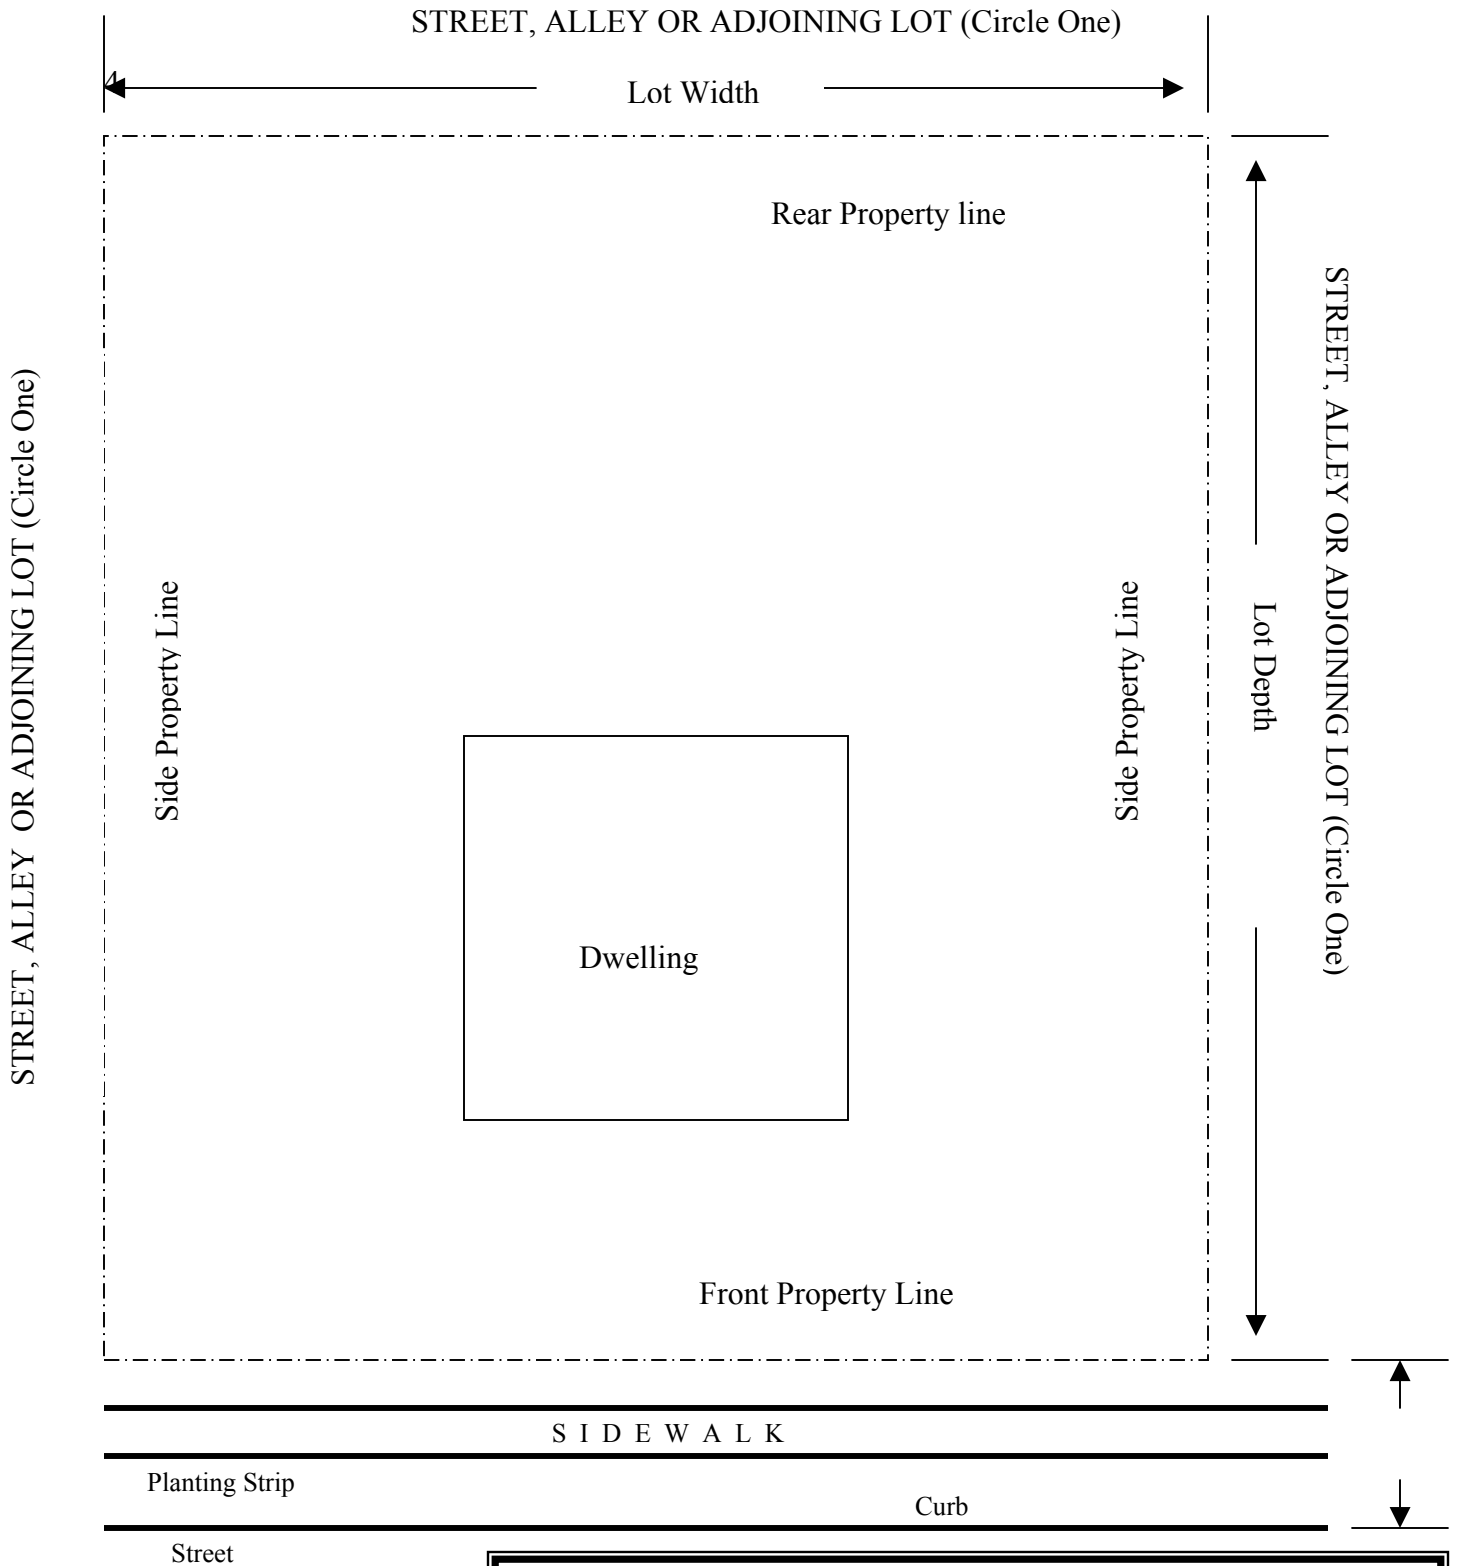 STREET, ALLEY OR ADJOINING LOT (Circle One)
Lot Width
Rear Property line
STREET, ALLEY OR ADJOINING LOT (Circle One)
Side Property Line
Side Property Line
Lot Depth
STREET, ALLEY OR ADJOINING LOT (Circle One)
Dwelling
Front Property Line
S I D E W A L K
Planting Strip
Curb
Street